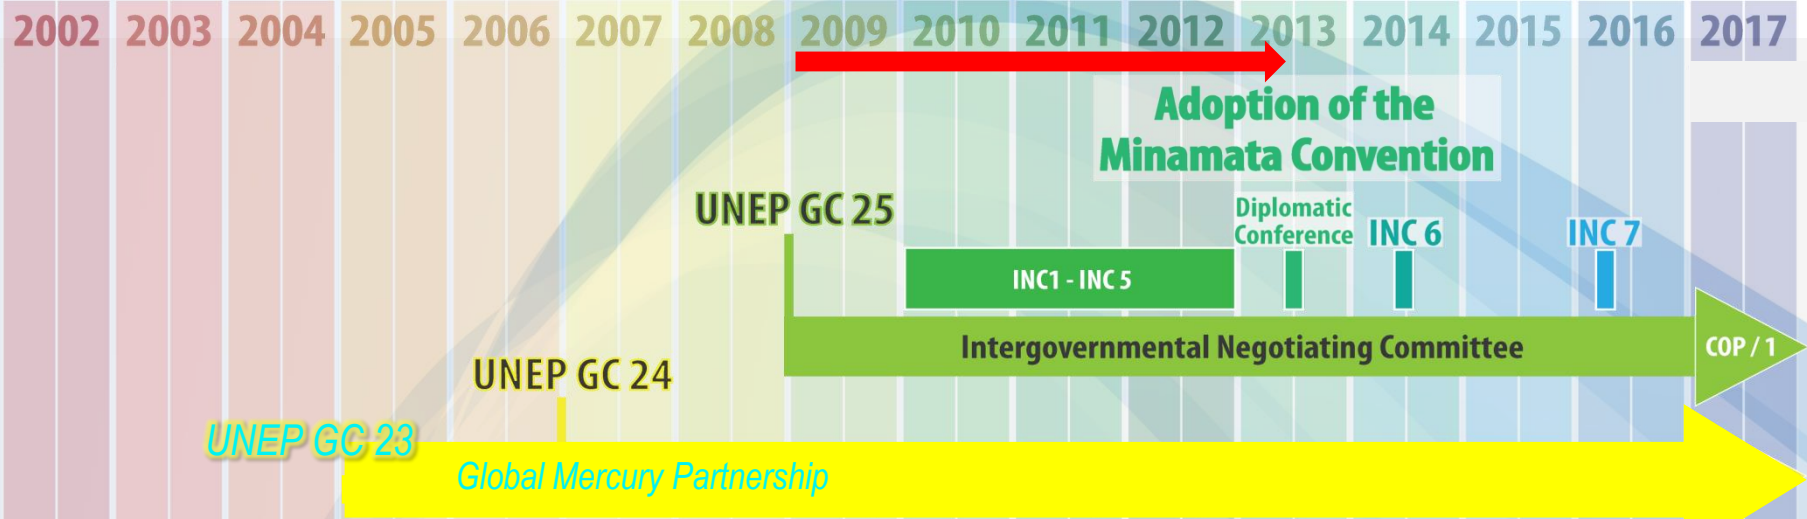 2002 2003 2004 2005 2006 2007 2008 2009 2010 2011 2012 2013 2014 2015 2016 2017
Adoption of the
Minamata Convention
UNEP GC 25
Diplomatic
Conference
INC 6
INC 7
INC1 - INC 5
Intergovernmental Negotiating Committee
COP / 1
UNEP GC 24
UNEP GC 23
Global Mercury Partnership